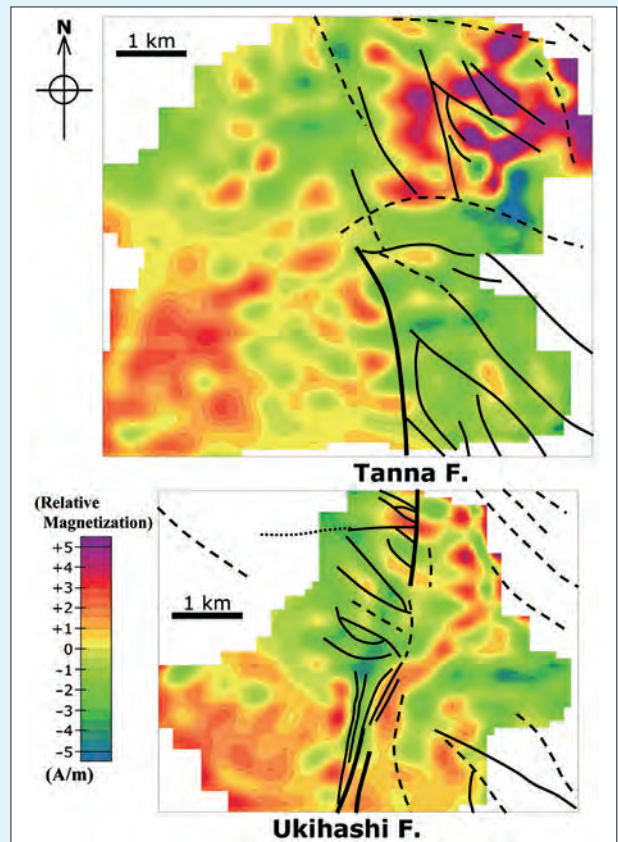 N
1 km
Tanna F.
(Relative
Magnetization)
+5
+4
+3
+2
+1
0
-1
-2
-3
-4
-5
(A/m)
1 km
Ukihashi F.